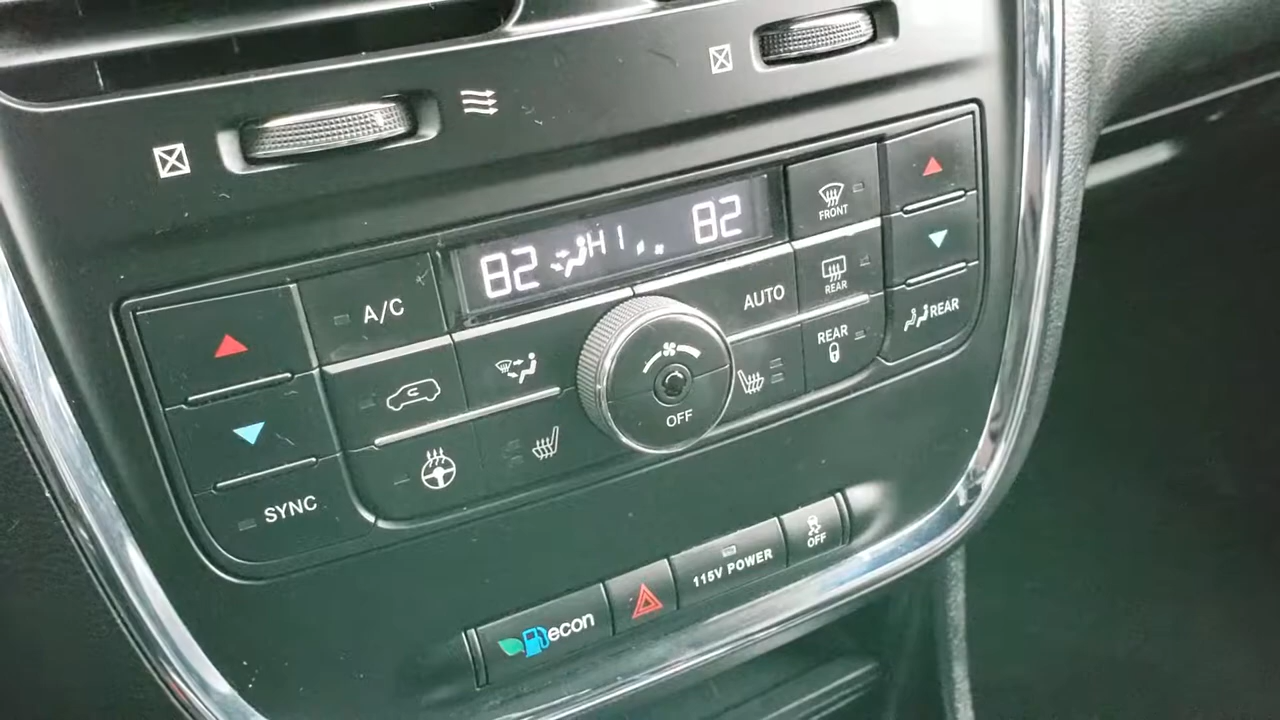 82 HI 82
FRONT
A/C
AUTO
REAR
REAR
REAR
OFF
SYNC
econ
115V POWER
OFF